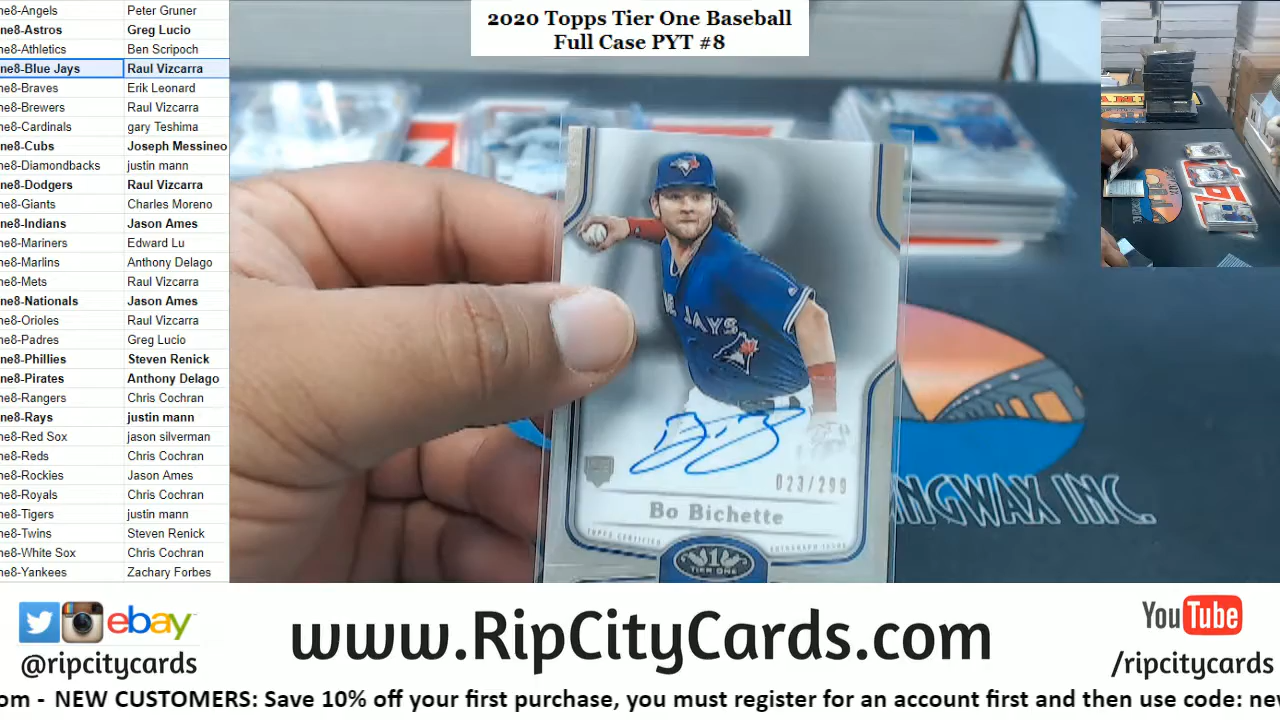 2020 Topps Tier One Baseball
Full Case PYT #8
ne8-Angels Peter Gruner
ne8-Astros Greg Lucio
ne8-Athletics Ben Scripoch
ne8-Blue Jays Raul Vizcarra
ne8-Braves Erik Leonard
ne8-Brewers Raul Vizcarra
ne8-Cardinals gary Teshima
ne8-Cubs Joseph Messineo
ne8-Diamondbacks justin mann
ne8-Dodgers Raul Vizcarra
ne8-Giants Charles Moreno
ne8-Indians Jason Ames
ne8-Mariners Edward Lu
ne8-Marlins Anthony Delago
ne8-Mets Raul Vizcarra
ne8-Nationals Jason Ames
ne8-Orioles Raul Vizcarra
ne8-Padres Greg Lucio
ne8-Phillies Steven Renick
ne8-Pirates Anthony Delago
ne8-Rangers Chris Cochran
ne8-Rays justin mann
ne8-Red Sox jason silverman
ne8-Reds Chris Cochran
ne8-Rockies Jason Ames
ne8-Royals Chris Cochran
ne8-Tigers justin mann
ne8-Twins Steven Renick
ne8-White Sox Chris Cochran
ne8-Yankees Zachary Forbes
JAYS
023/299
Bo Bichette
TOPPS CERTIFIED AUTOGRAPH ISSUE
1
TIER ONE
NGWAX INC.
ebay
@ripcitycards
www.RipCityCards.com
YouTube
/ripcitycards
om - NEW CUSTOMERS: Save 10% off your first purchase, you must register for an account first and then use code: new